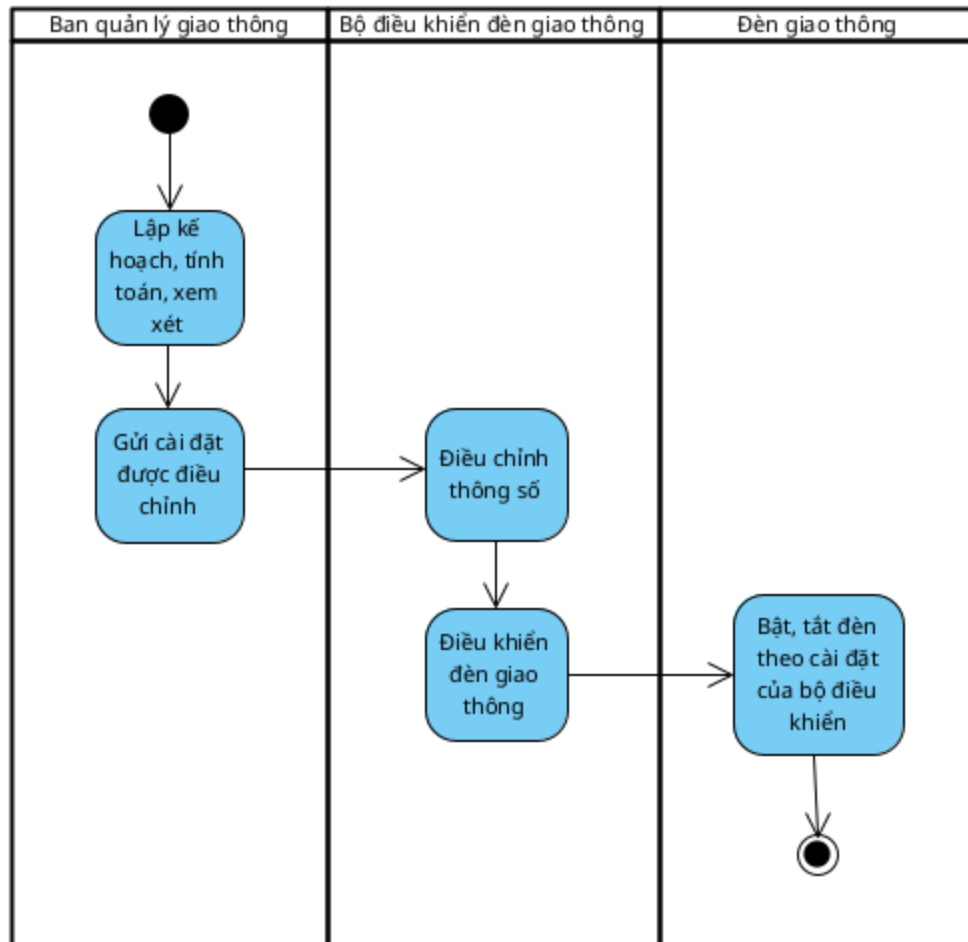 Ban quản lý giao thông
Bộ điều khiển đèn giao thông
Đèn giao thông
Lập kế
hoạch, tính
toán, xem
xét
Gửi cài đặt
được điều
chỉnh
Điều chỉnh
thông số
Điều khiển
đèn giao
thông
Bật, tắt đèn
theo cài đặt
của bộ điều
khiển